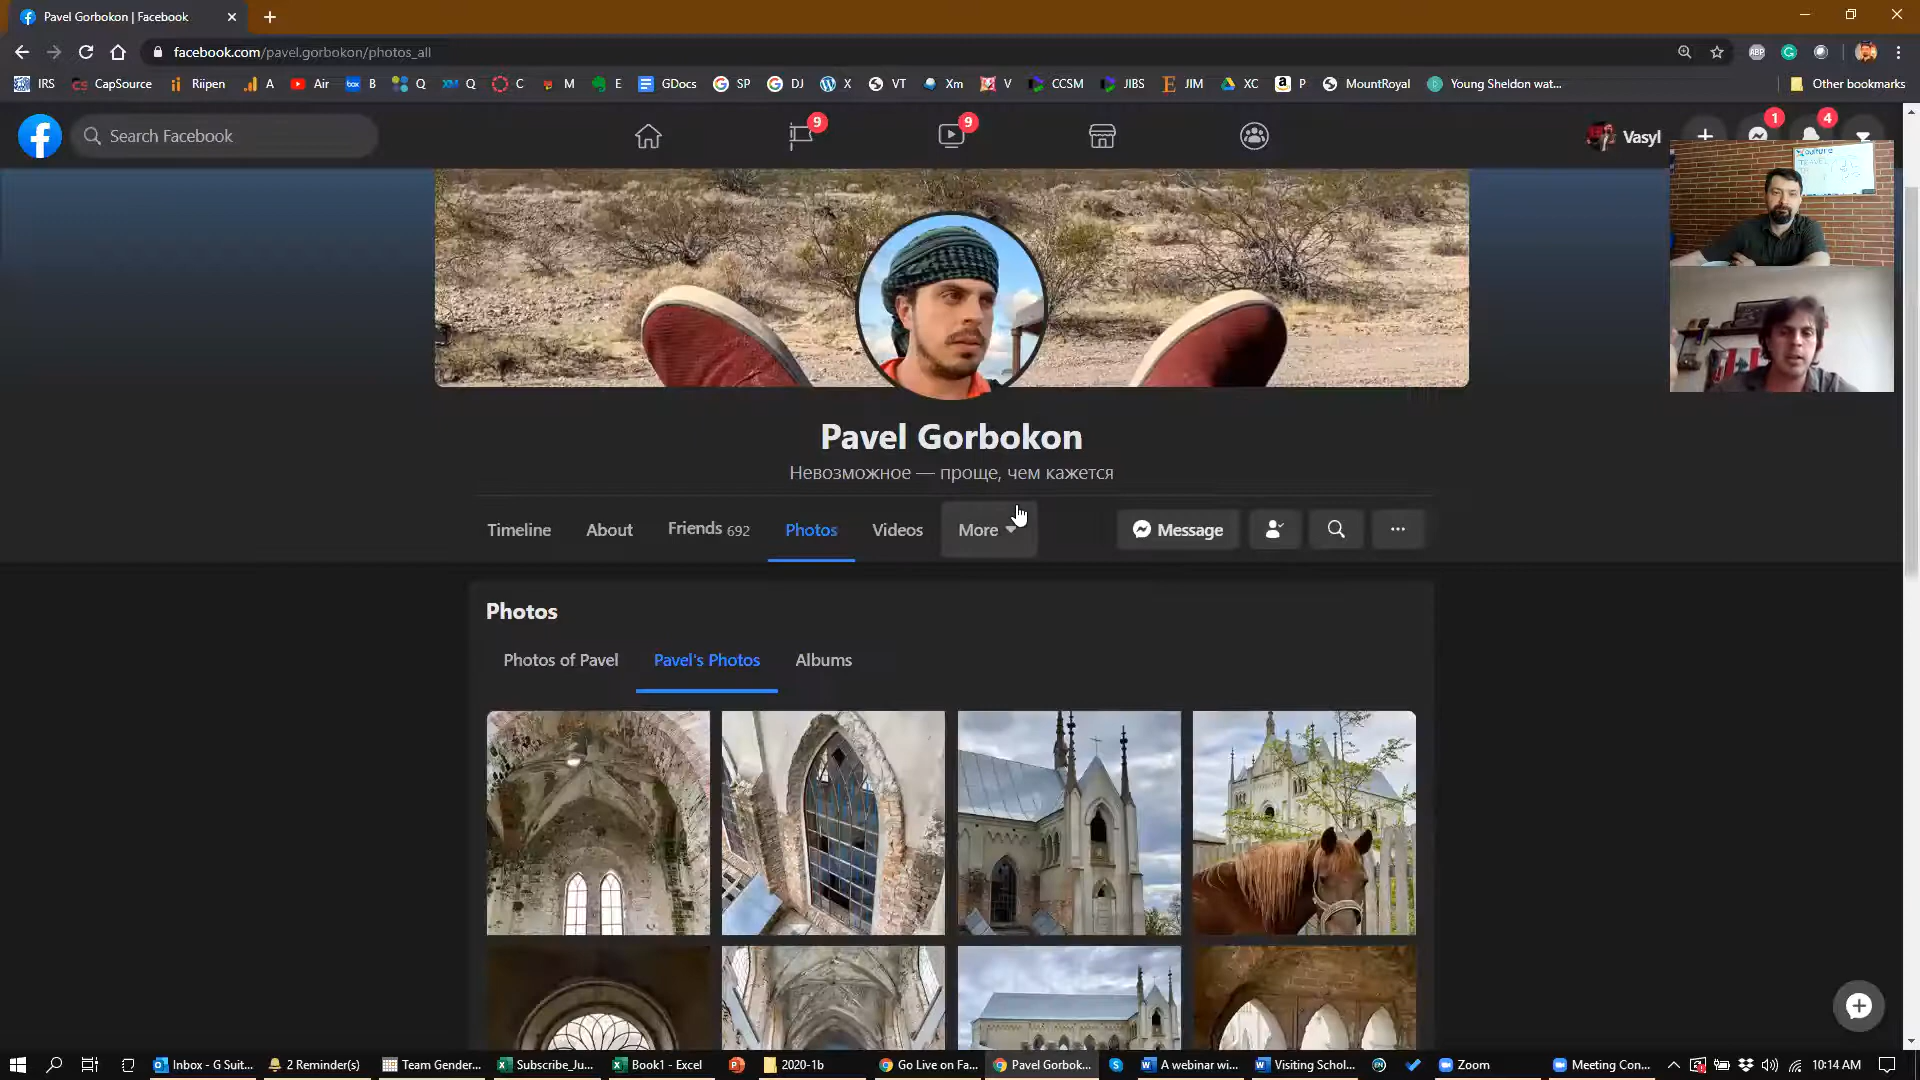 Pavel Gorbokon | Facebook
facebook.com/pavel.gorbokon/photos_all
IRS CapSource Riipen A Air B Q Q C M E GDocs SP DJ X VT Xm V CCSM JIBS JIM XC P MountRoyal Young Sheldon wat... Other bookmarks
Search Facebook 9 9 Vasyl 1 4
Pavel Gorbokon
Невозможное — проще, чем кажется
Timeline About Friends 692 Photos Videos More Message
Photos
Photos of Pavel Pavel's Photos Albums
Inbox - G Suit... 2 Reminder(s) Team Gender... Subscribe_Ju... Book1 - Excel 2020-1b Go Live on Fa... Pavel Gorbok... A webinar wi... Visiting Schol... Zoom Meeting Con... 10:14 AM